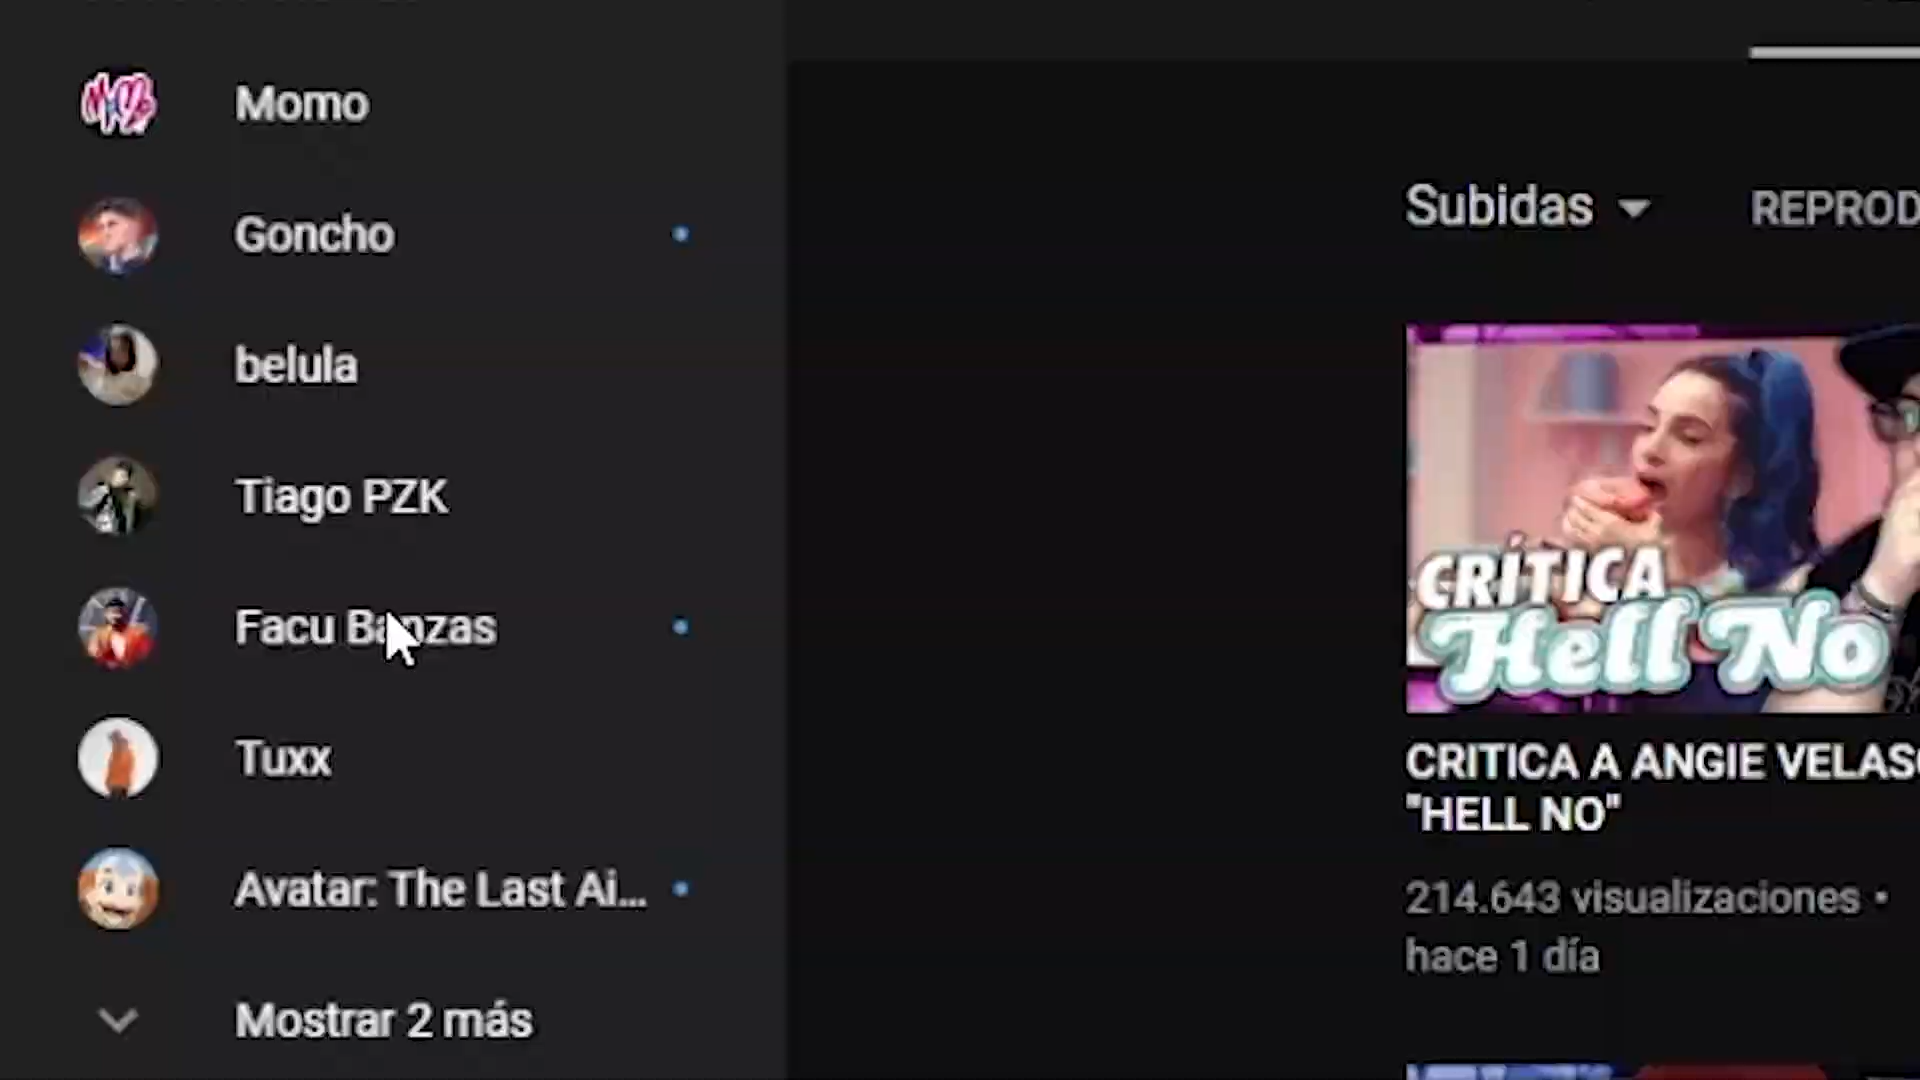 Momo
Goncho
belula
Tiago PZK
Facu Banzas
Tuxx
Avatar: The Last Ai...
Mostrar 2 más
Subidas
REPROD
CRÍTICA
Hell No
CRITICA A ANGIE VELAS
"HELL NO"
214.643 visualizaciones •
hace 1 día